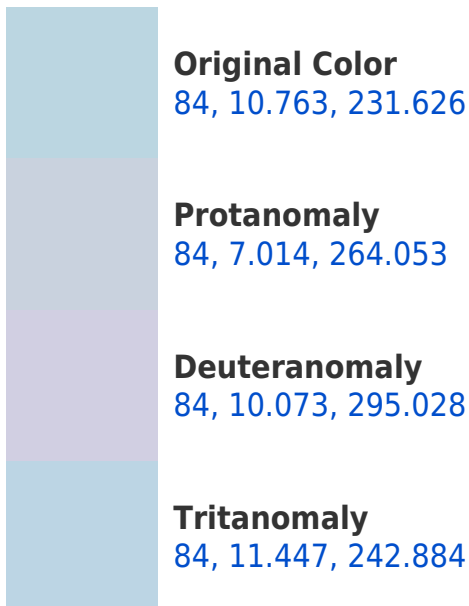 Original Color
84, 10.763, 231.626
Protanomaly
84, 7.014, 264.053
Deuteranomaly
84, 10.073, 295.028
Tritanomaly
84, 11.447, 242.884